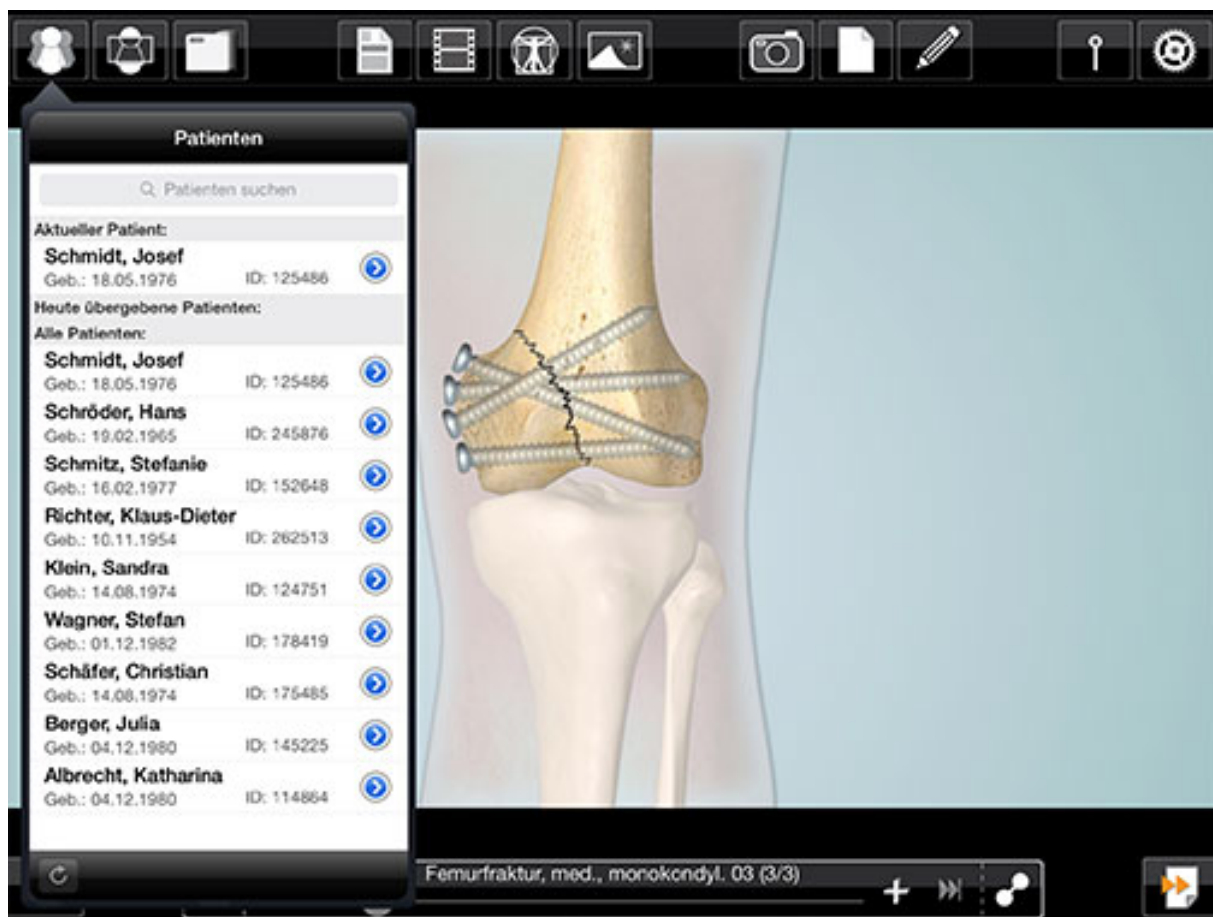 Patienten
Patienten suchen
Aktueller Patient:
Schmidt, Josef
Geb.: 18.05.1976 ID: 125486
Heute übergebene Patienten:
Alle Patienten:
Schmidt, Josef
Geb.: 18.05.1976 ID: 125486
Schröder, Hans
Geb.: 19.02.1965 ID: 245876
Schmitz, Stefanie
Geb.: 16.02.1977 ID: 152648
Richter, Klaus-Dieter
Geb.: 10.11.1954 ID: 262513
Klein, Sandra
Geb.: 14.08.1974 ID: 124751
Wagner, Stefan
Geb.: 01.12.1982 ID: 178419
Schäfer, Christian
Geb.: 14.08.1974 ID: 175485
Berger, Julia
Geb.: 04.12.1980 ID: 145225
Albrecht, Katharina
Geb.: 04.12.1980 ID: 114864
Femurfraktur, med., monokondyl. 03 (3/3)